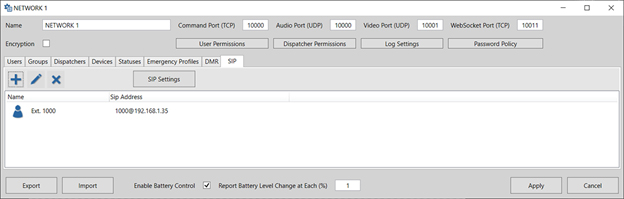 NETWORK 1
Name NETWORK 1 Command Port (TCP) 10000 Audio Port (UDP) 10000 Video Port (UDP) 10001 WebSocket Port (TCP) 10011
Encryption User Permissions Dispatcher Permissions Log Settings Password Policy
Users Groups Dispatchers Devices Statuses Emergency Profiles DMR SIP
SIP Settings
Name Sip Address
Ext. 1000 1000@192.168.1.35
Export Import Enable Battery Control Report Battery Level Change at Each (%) 1 Apply Cancel